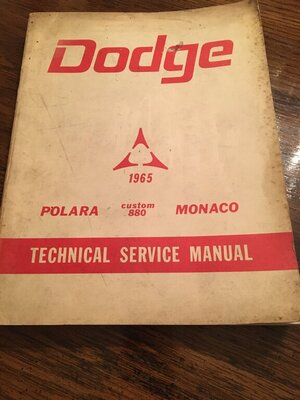 Dodge
1965
POLARA custom 880 MONACO
TECHNICAL SERVICE MANUAL